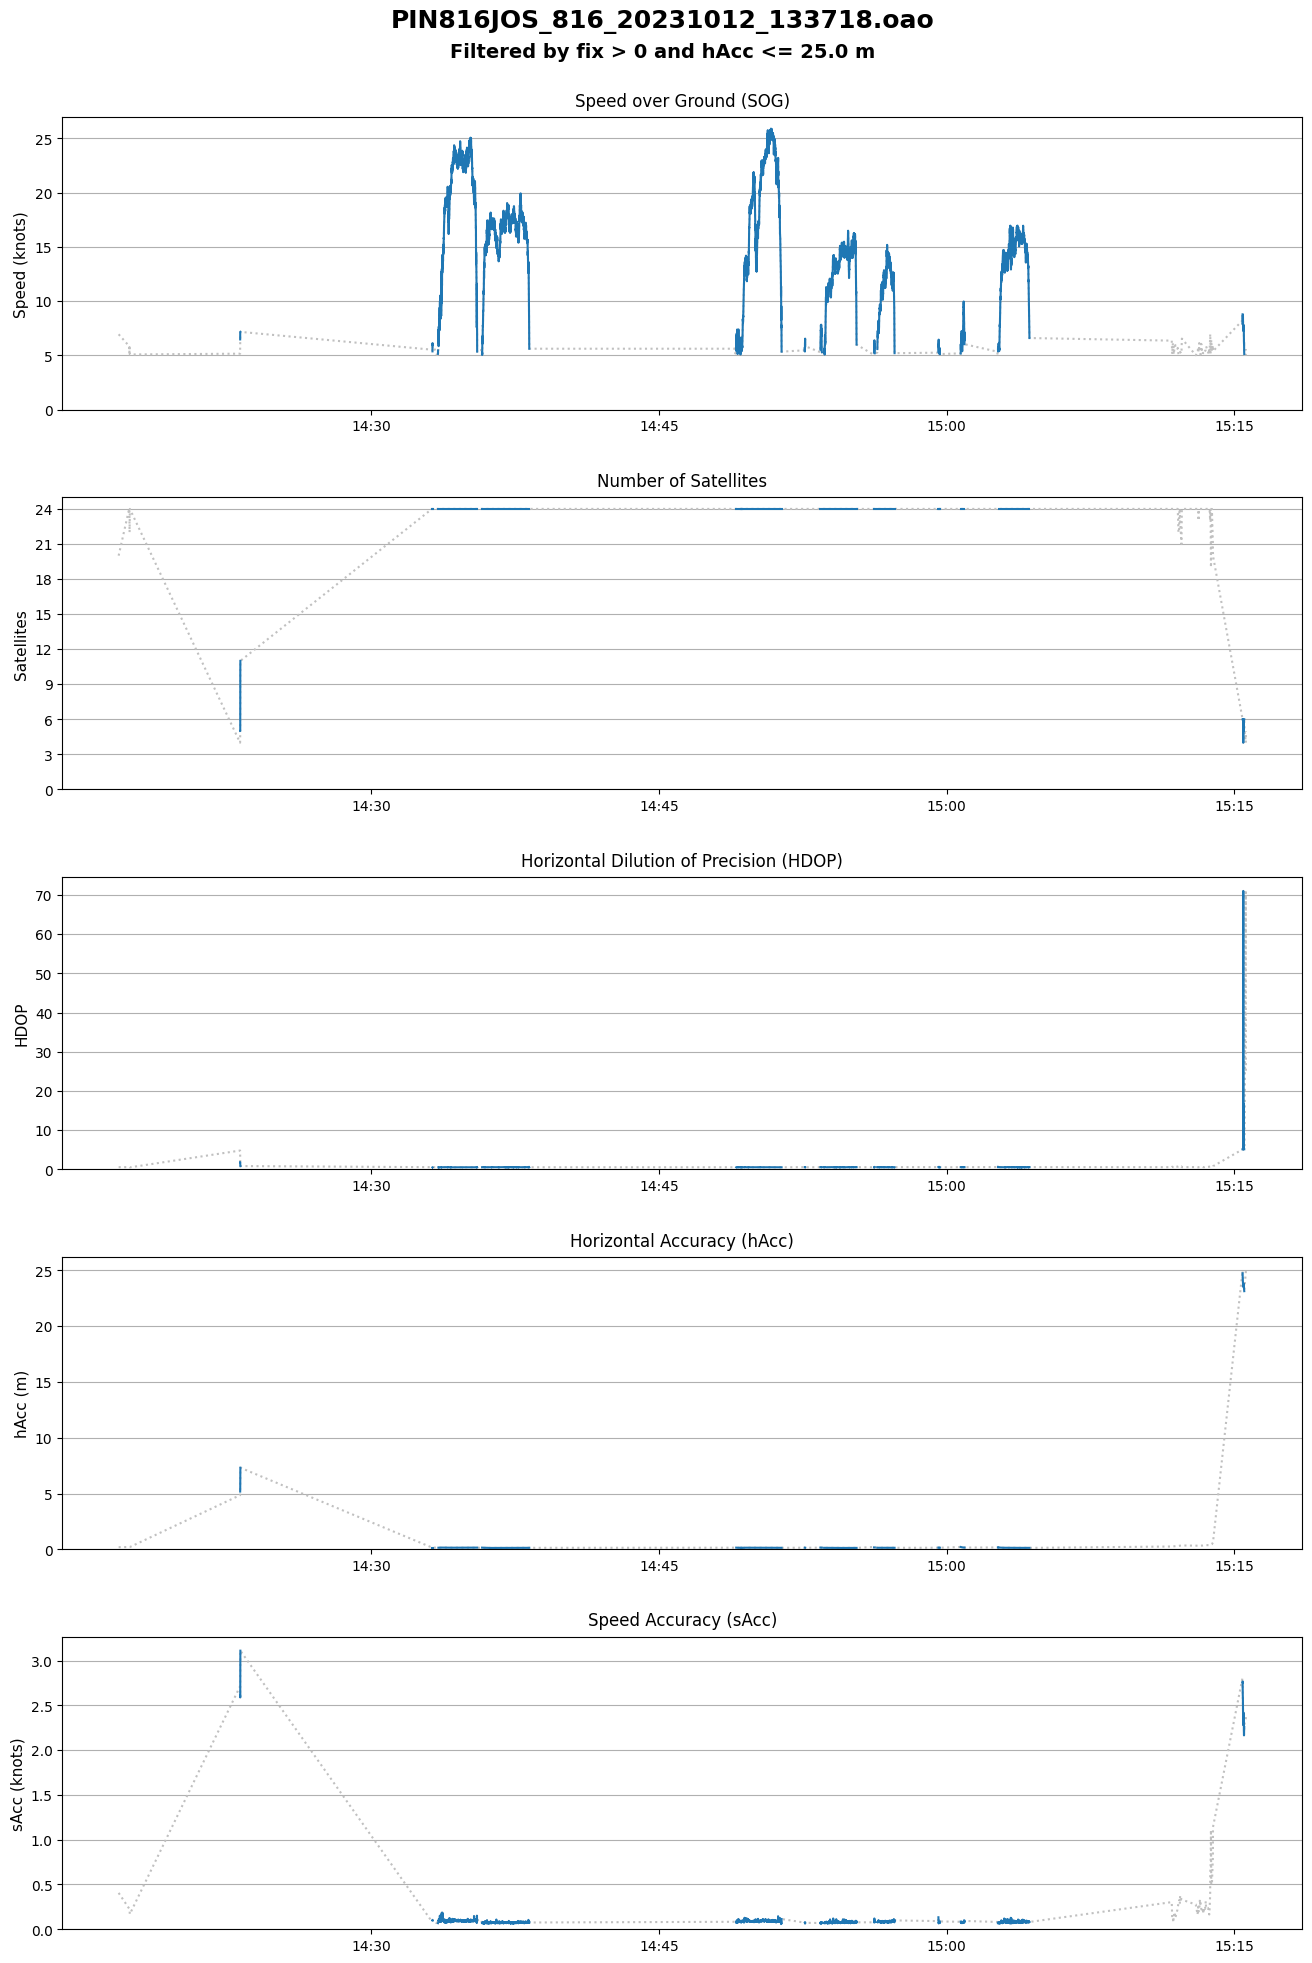 PIN816JOS_816_20231012_133718.oao
Filtered by fix > 0 and hAcc <= 25.0 m
Speed over Ground (SOG)
Speed (knots)
25
20
15
10
5
0
14:30 14:45 15:00 15:15
Number of Satellites
Satellites
24
21
18
15
12
9
6
3
0
14:30 14:45 15:00 15:15
Horizontal Dilution of Precision (HDOP)
HDOP
70
60
50
40
30
20
10
0
14:30 14:45 15:00 15:15
Horizontal Accuracy (hAcc)
hAcc (m)
25
20
15
10
5
0
14:30 14:45 15:00 15:15
Speed Accuracy (sAcc)
sAcc (knots)
3.0
2.5
2.0
1.5
1.0
0.5
0.0
14:30 14:45 15:00 15:15